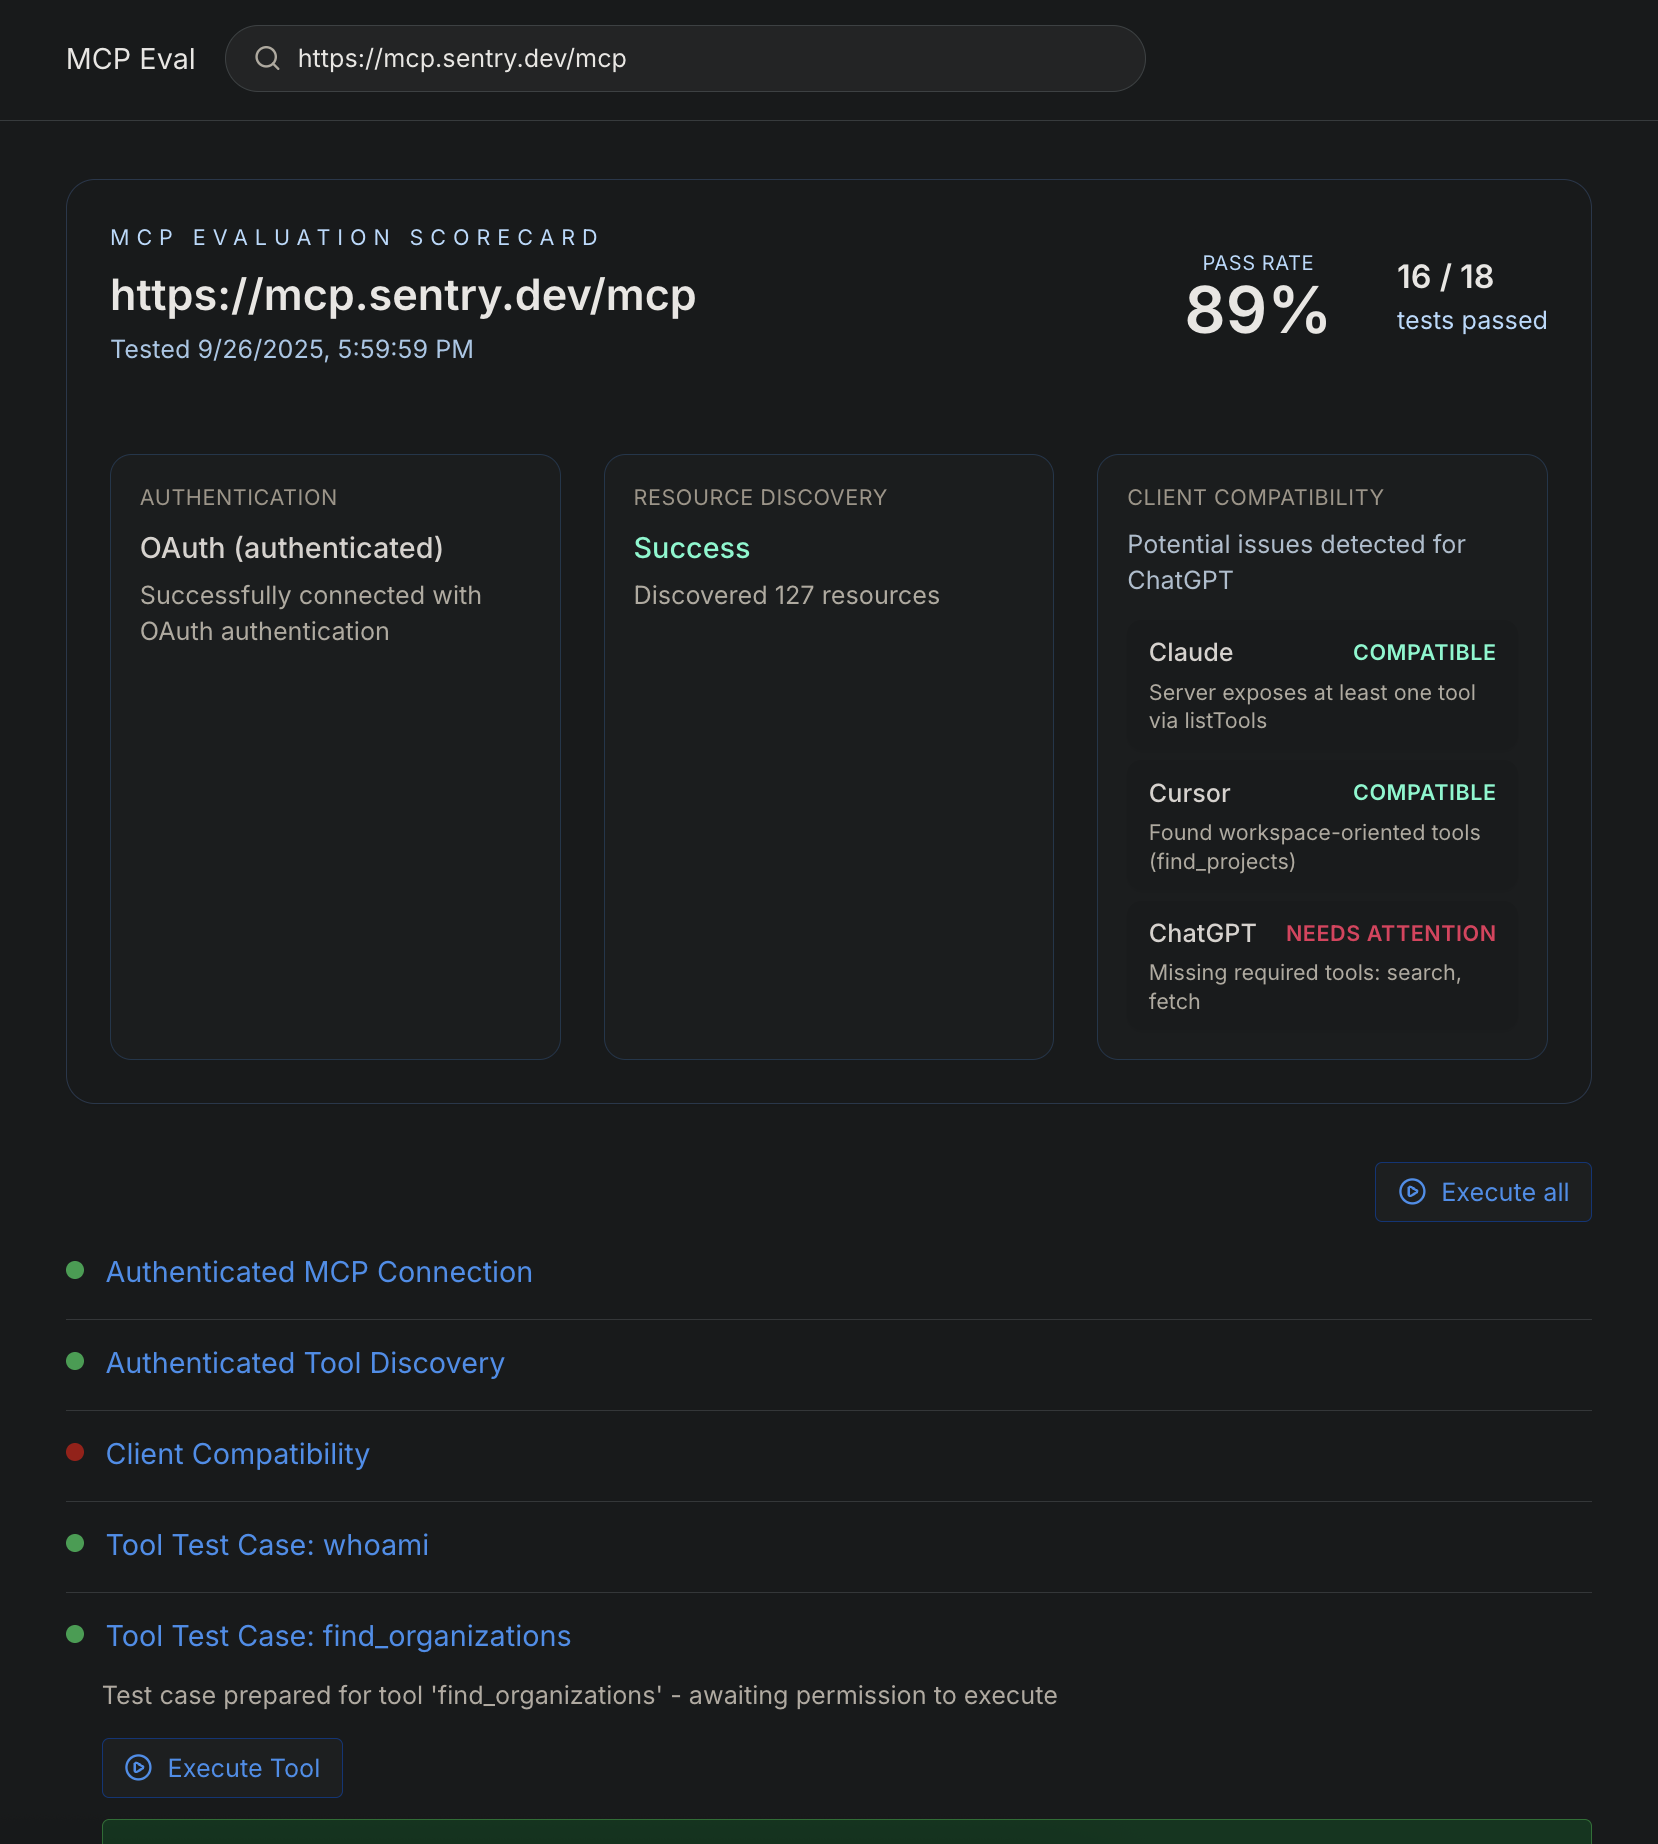 MCP Eval
https://mcp.sentry.dev/mcp
MCP EVALUATION SCORECARD
https://mcp.sentry.dev/mcp
Tested 9/26/2025, 5:59:59 PM
PASS RATE
89%
16 / 18
tests passed
AUTHENTICATION
OAuth (authenticated)
Successfully connected with
OAuth authentication
RESOURCE DISCOVERY
Success
Discovered 127 resources
CLIENT COMPATIBILITY
Potential issues detected for
ChatGPT
Claude COMPATIBLE
Server exposes at least one tool
via listTools
Cursor COMPATIBLE
Found workspace-oriented tools
(find_projects)
ChatGPT NEEDS ATTENTION
Missing required tools: search,
fetch
Execute all
Authenticated MCP Connection
Authenticated Tool Discovery
Client Compatibility
Tool Test Case: whoami
Tool Test Case: find_organizations
Test case prepared for tool 'find_organizations' - awaiting permission to execute
Execute Tool